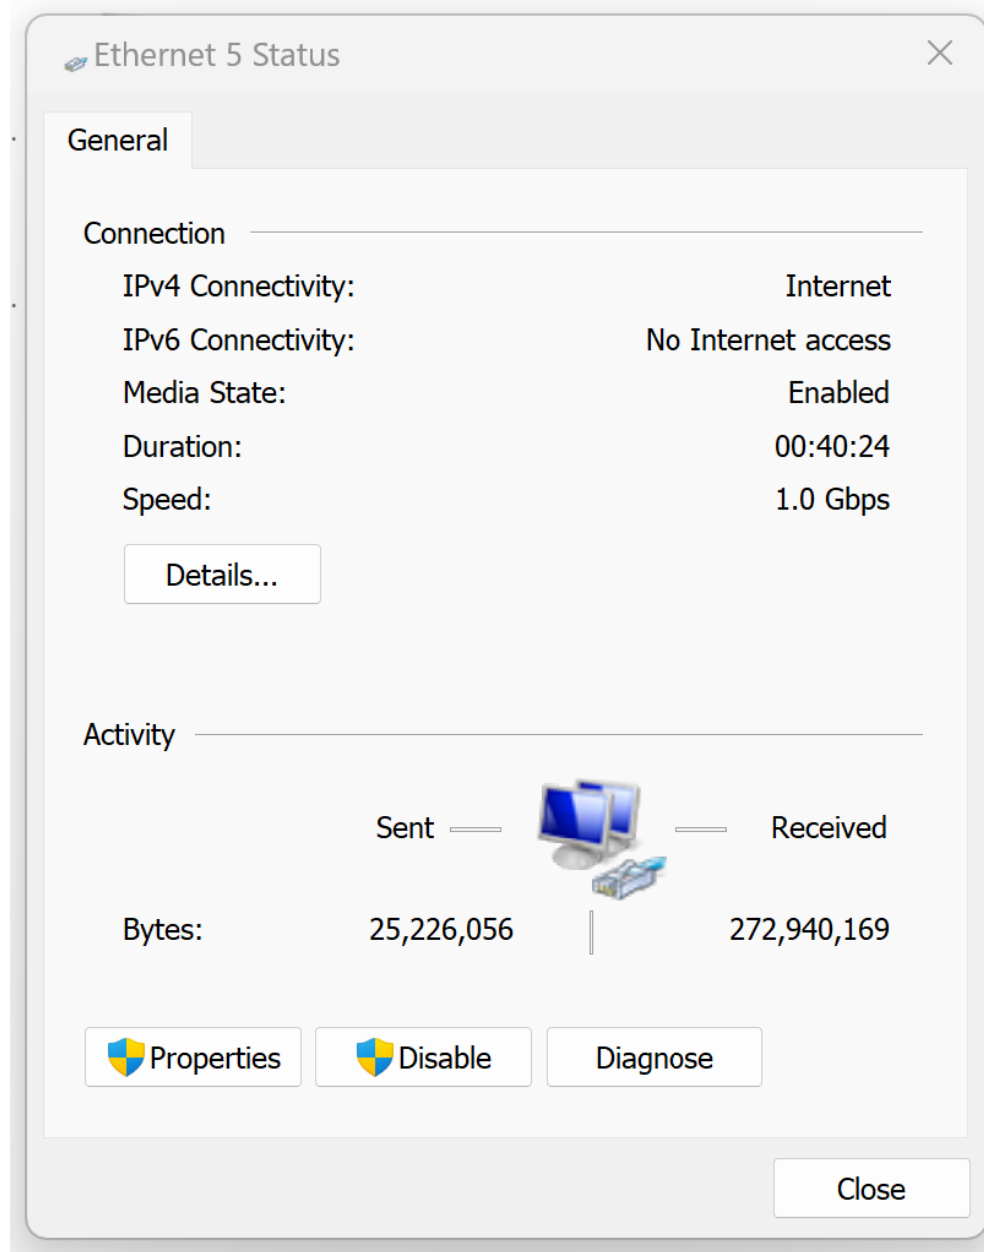 Ethernet 5 Status
General
Connection
IPv4 Connectivity: Internet
IPv6 Connectivity: No Internet access
Media State: Enabled
Duration: 00:40:24
Speed: 1.0 Gbps
Details...
Activity
Sent Received
Bytes: 25,226,056 272,940,169
Properties Disable Diagnose
Close